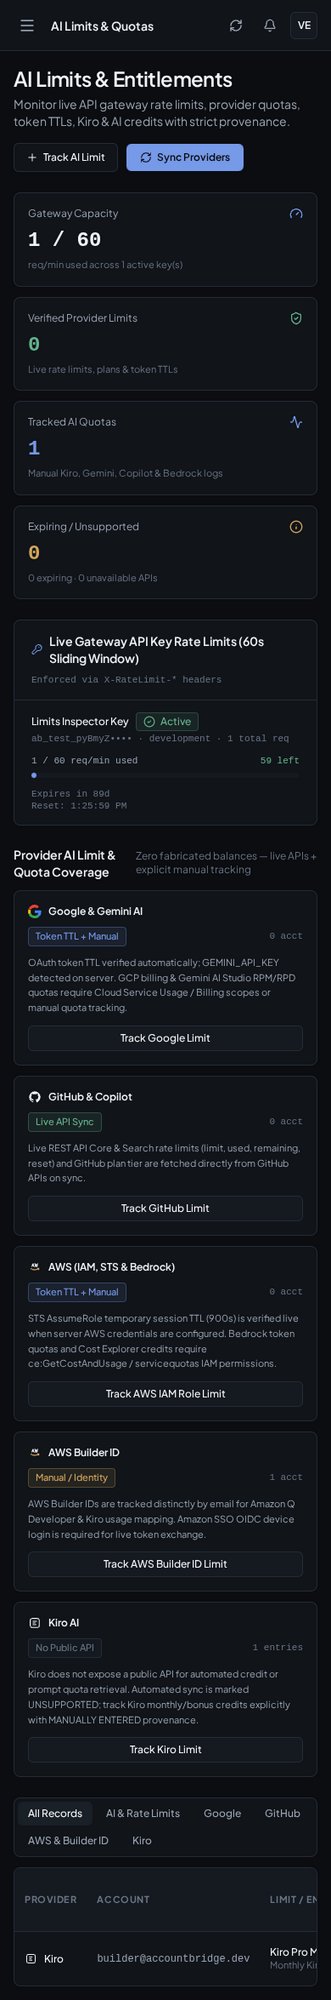 AI Limits & Quotas
VE
AI Limits & Entitlements
Monitor live API gateway rate limits, provider quotas,
token TTLs, Kiro & AI credits with strict provenance.
+ Track AI Limit
Sync Providers
Gateway Capacity
1 / 60
req/min used across 1 active key(s)
Verified Provider Limits
0
Live rate limits, plans & token TTLs
Tracked AI Quotas
1
Manual Kiro, Gemini, Copilot & Bedrock logs
Expiring / Unsupported
0
0 expiring · 0 unavailable APIs
Live Gateway API Key Rate Limits (60s
Sliding Window)
Enforced via X-RateLimit-* headers
Limits Inspector Key Active
ab_test_pyBmyZ•••• · development · 1 total req
1 / 60 req/min used 59 left
Expires in 89d
Reset: 1:25:59 PM
Provider AI Limit &
Quota Coverage
Zero fabricated balances — live APIs +
explicit manual tracking
Google & Gemini AI
Token TTL + Manual 0 acct
OAuth token TTL verified automatically; GEMINI_API_KEY
detected on server. GCP billing & Gemini AI Studio RPM/RPD
quotas require Cloud Service Usage / Billing scopes or
manual quota tracking.
Track Google Limit
GitHub & Copilot
Live API Sync 0 acct
Live REST API Core & Search rate limits (limit, used, remaining,
reset) and GitHub plan tier are fetched directly from GitHub
APIs on sync.
Track GitHub Limit
AWS (IAM, STS & Bedrock)
Token TTL + Manual 0 acct
STS AssumeRole temporary session TTL (900s) is verified live
when server AWS credentials are configured. Bedrock token
quotas and Cost Explorer credits require
ce:GetCostAndUsage / servicequotas IAM permissions.
Track AWS IAM Role Limit
AWS Builder ID
Manual / Identity 1 acct
AWS Builder IDs are tracked distinctly by email for Amazon Q
Developer & Kiro usage mapping. Amazon SSO OIDC device
login is required for live token exchange.
Track AWS Builder ID Limit
Kiro AI
No Public API 1 entries
Kiro does not expose a public API for automated credit or
prompt quota retrieval. Automated sync is marked
UNSUPPORTED; track Kiro monthly/bonus credits explicitly
with MANUALLY ENTERED provenance.
Track Kiro Limit
All Records AI & Rate Limits Google GitHub
AWS & Builder ID Kiro
PROVIDER ACCOUNT LIMIT / EN
Kiro builder@accountbridge.dev Kiro Pro M
Monthly Kir